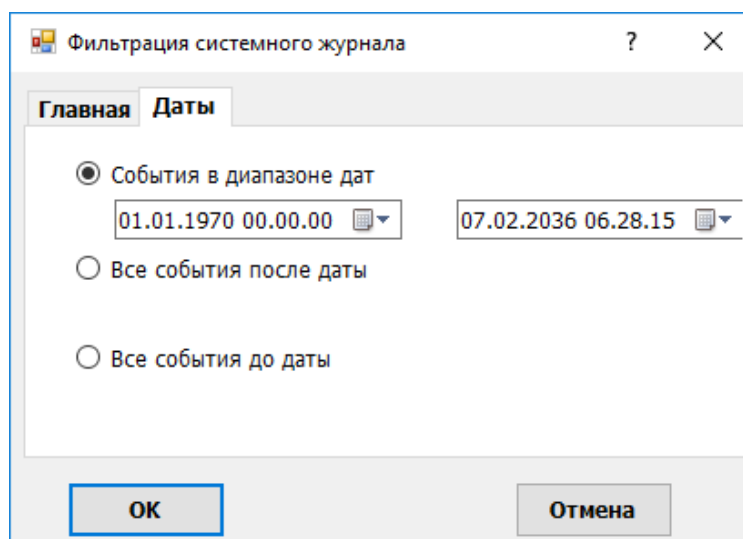 Фильтрация системного журнала ?
Главная Даты
События в диапазоне дат
01.01.1970 00.00.00 07.02.2036 06.28.15
Все события после даты
Все события до даты
OK Отмена